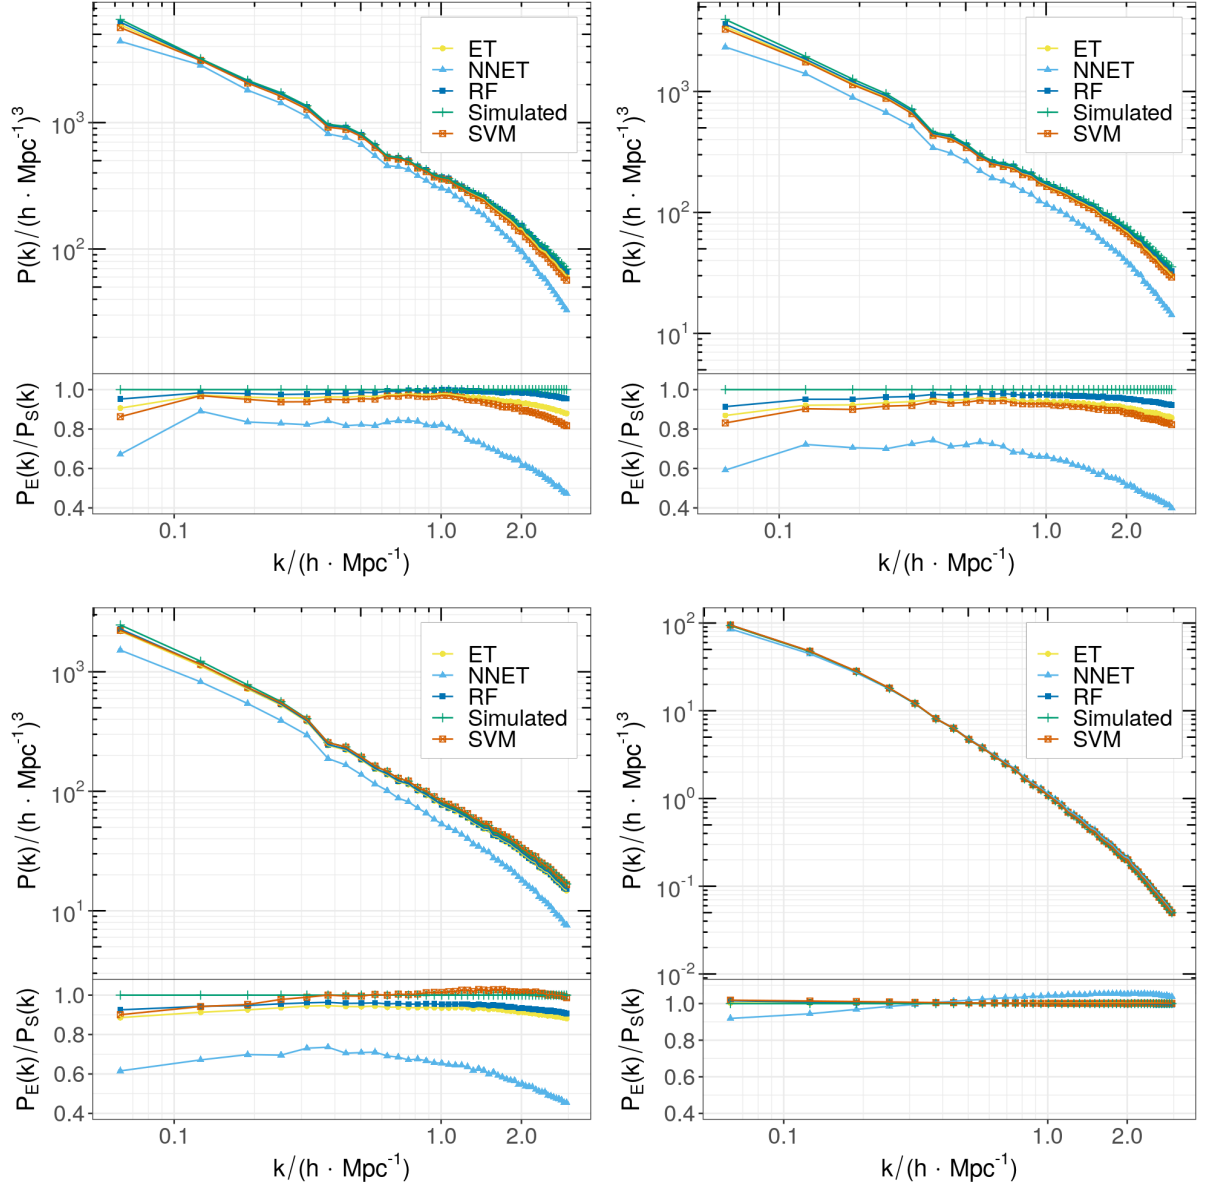 P(k)/(h · Mpc⁻¹)³
10³
10²
ET
NNET
RF
Simulated
SVM
P_E(k)/P_S(k)
1.0
0.8
0.6
0.4
0.1 1.0 2.0
k/(h · Mpc⁻¹)
P(k)/(h · Mpc⁻¹)³
10³
10²
10¹
ET
NNET
RF
Simulated
SVM
P_E(k)/P_S(k)
1.0
0.8
0.6
0.4
0.1 1.0 2.0
k/(h · Mpc⁻¹)
P(k)/(h · Mpc⁻¹)³
10³
10²
10¹
ET
NNET
RF
Simulated
SVM
P_E(k)/P_S(k)
1.0
0.8
0.6
0.4
0.1 1.0 2.0
k/(h · Mpc⁻¹)
P(k)/(h · Mpc⁻¹)³
10²
10¹
10⁰
10⁻¹
10⁻²
ET
NNET
RF
Simulated
SVM
P_E(k)/P_S(k)
1.0
0.8
0.6
0.4
0.1 1.0 2.0
k/(h · Mpc⁻¹)